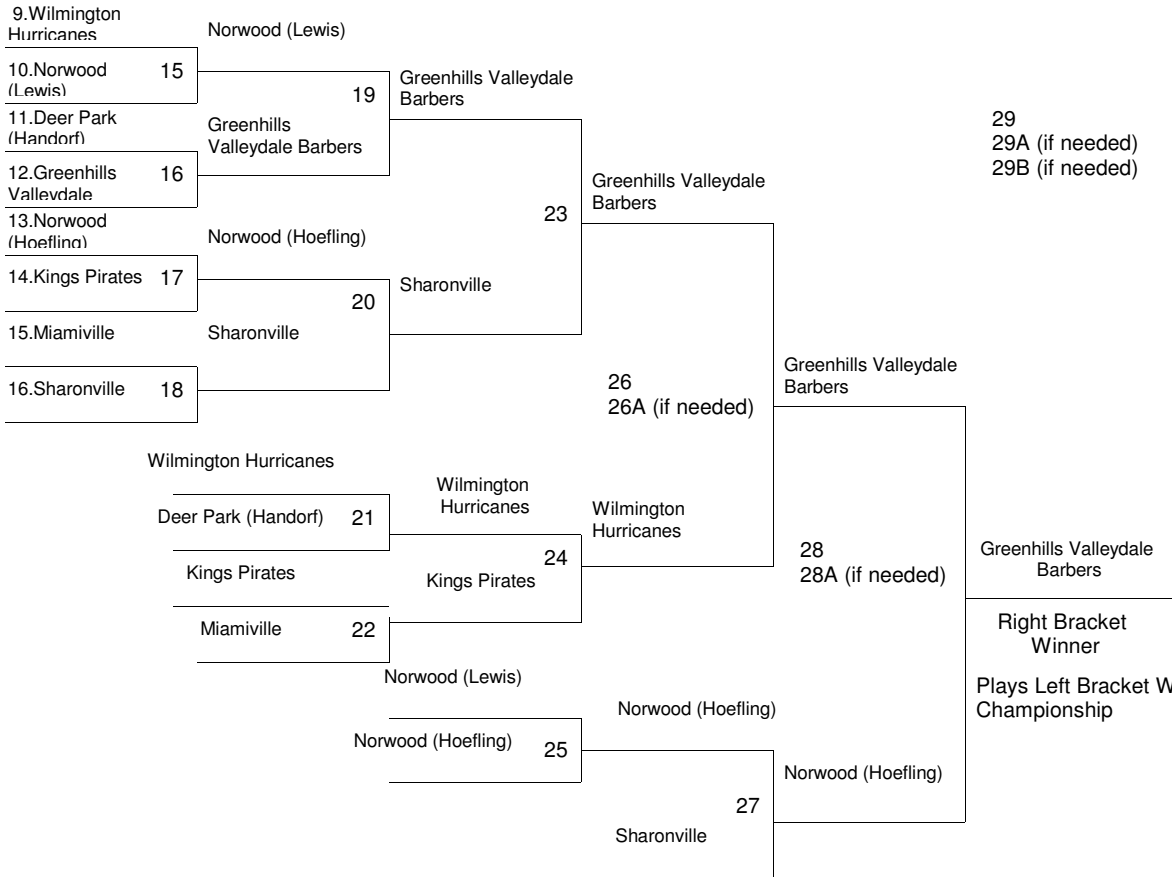 9.Wilmington
Hurricanes
Norwood (Lewis)
10.Norwood
(Lewis)
15
Greenhills Valleydale
Barbers
19
11.Deer Park
(Handorf)
Greenhills
Valleydale Barbers
29
29A (if needed)
29B (if needed)
12.Greenhills
Valleydale
16
Greenhills Valleydale
Barbers
23
13.Norwood
(Hoefling)
Norwood (Hoefling)
14.Kings Pirates
17
Sharonville
20
15.Miamiville
Sharonville
Greenhills Valleydale
Barbers
16.Sharonville
18
26
26A (if needed)
Wilmington Hurricanes
Wilmington
Hurricanes
Wilmington
Hurricanes
Deer Park (Handorf)
21
28
28A (if needed)
Greenhills Valleydale
Barbers
24
Kings Pirates
Kings Pirates
Miamiville
22
Right Bracket
Winner
Norwood (Lewis)
Plays Left Bracket W
Championship
Norwood (Hoefling)
Norwood (Hoefling)
25
Norwood (Hoefling)
27
Sharonville